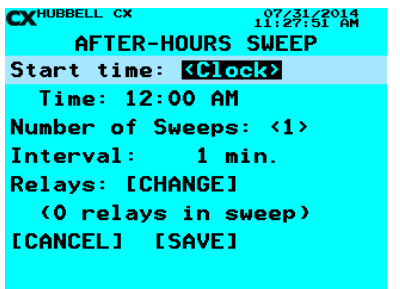 CX HUBBELL CX 07/31/2014
11:27:51 AM
AFTER-HOURS SWEEP
Start time: <Clock>
Time: 12:00 AM
Number of Sweeps: <1>
Interval: 1 min.
Relays: [CHANGE]
(0 relays in sweep)
[CANCEL] [SAVE]